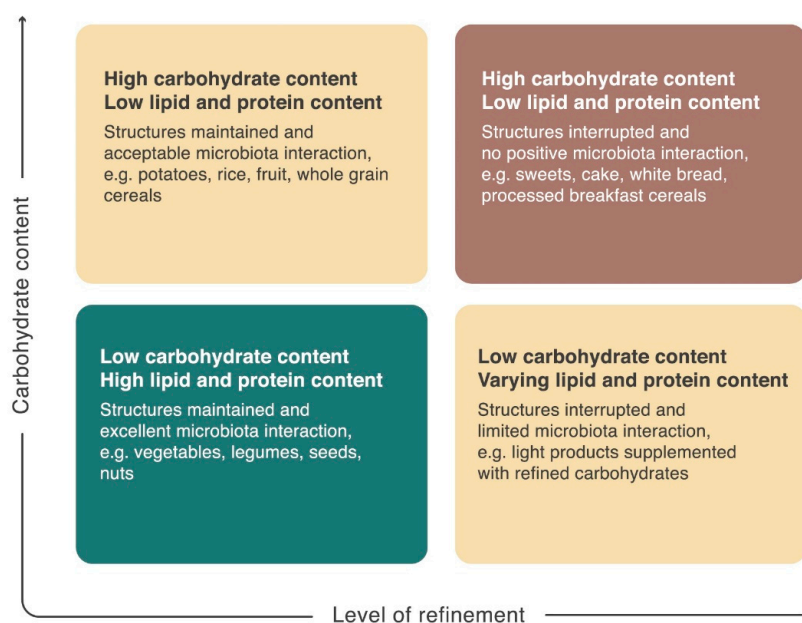 Carbohydrate content
High carbohydrate content
Low lipid and protein content
Structures maintained and
acceptable microbiota interaction,
e.g. potatoes, rice, fruit, whole grain
cereals
High carbohydrate content
Low lipid and protein content
Structures interrupted and
no positive microbiota interaction,
e.g. sweets, cake, white bread,
processed breakfast cereals
Low carbohydrate content
High lipid and protein content
Structures maintained and
excellent microbiota interaction,
e.g. vegetables, legumes, seeds,
nuts
Low carbohydrate content
Varying lipid and protein content
Structures interrupted and
limited microbiota interaction,
e.g. light products supplemented
with refined carbohydrates
Level of refinement